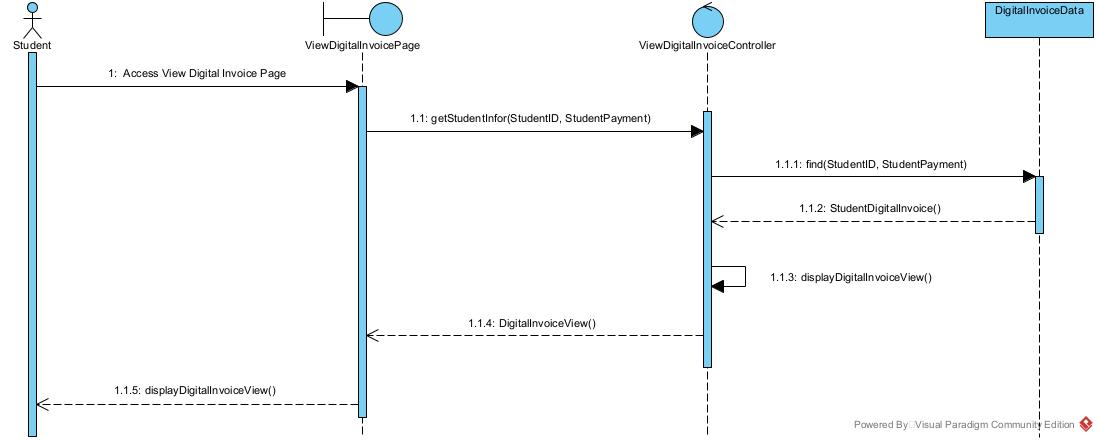 Student
ViewDigitalInvoicePage
ViewDigitalInvoiceController
DigitalInvoiceData
1: Access View Digital Invoice Page
1.1: getStudentInfor(StudentID, StudentPayment)
1.1.1: find(StudentID, StudentPayment)
1.1.2: StudentDigitalInvoice()
1.1.3: displayDigitalInvoiceView()
1.1.4: DigitalInvoiceView()
1.1.5: displayDigitalInvoiceView()
Powered By Visual Paradigm Community Edition